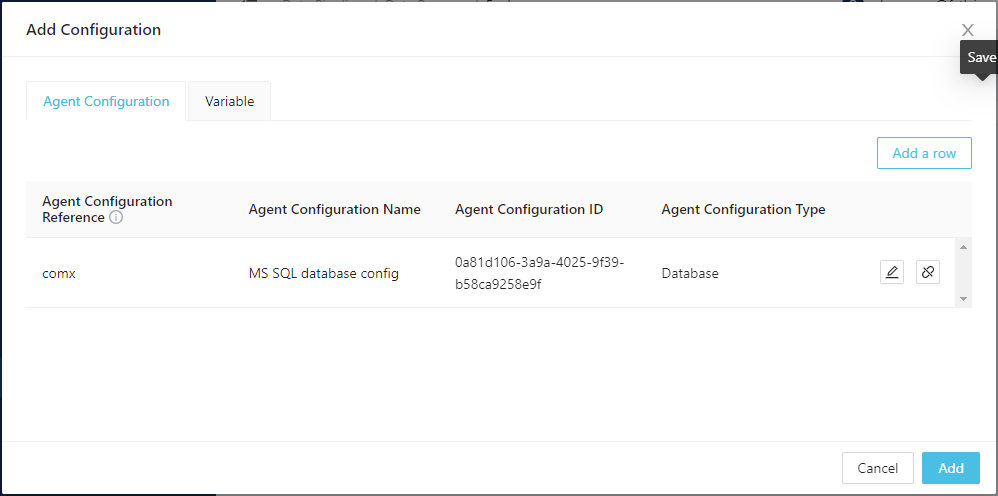 Add Configuration
Save
Agent Configuration
Variable
Add a row
Agent Configuration
Reference
Agent Configuration Name
Agent Configuration ID
Agent Configuration Type
comx
MS SQL database config
0a81d106-3a9a-4025-9f39-
b58ca9258e9f
Database
Cancel
Add